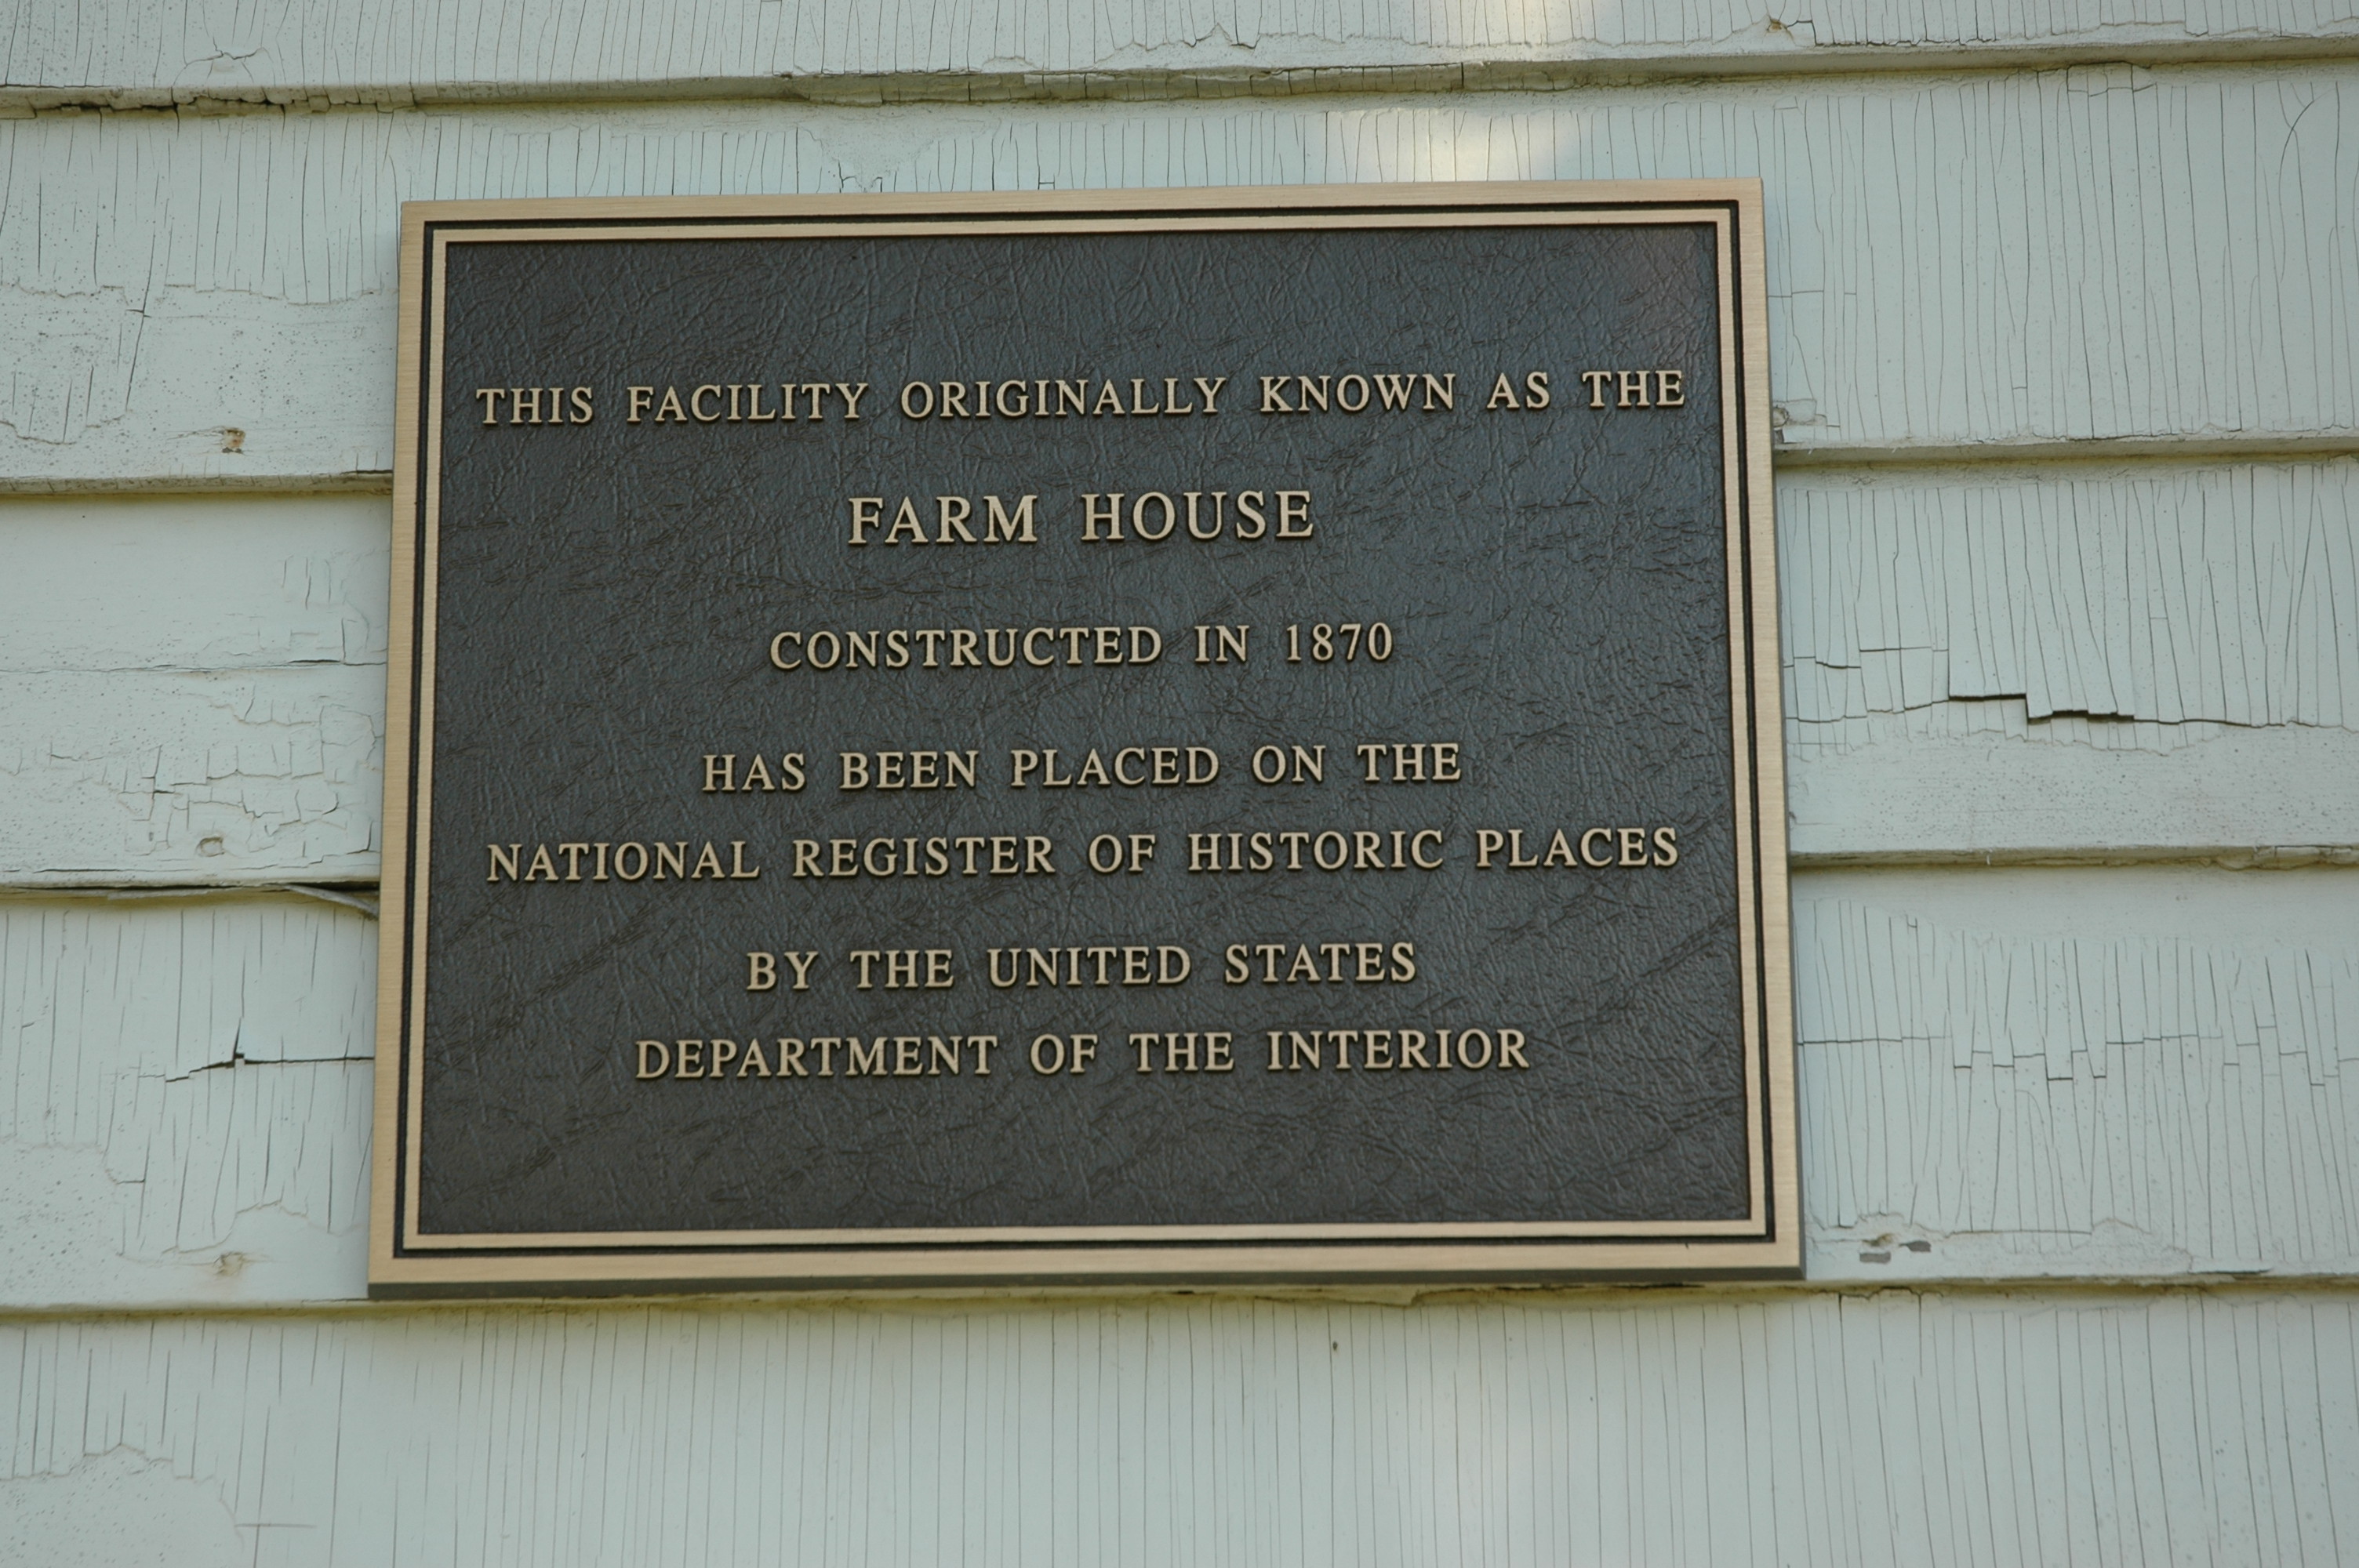 THIS FACILITY ORIGINALLY KNOWN AS THE
FARM HOUSE
CONSTRUCTED IN 1870
HAS BEEN PLACED ON THE
NATIONAL REGISTER OF HISTORIC PLACES
BY THE UNITED STATES
DEPARTMENT OF THE INTERIOR